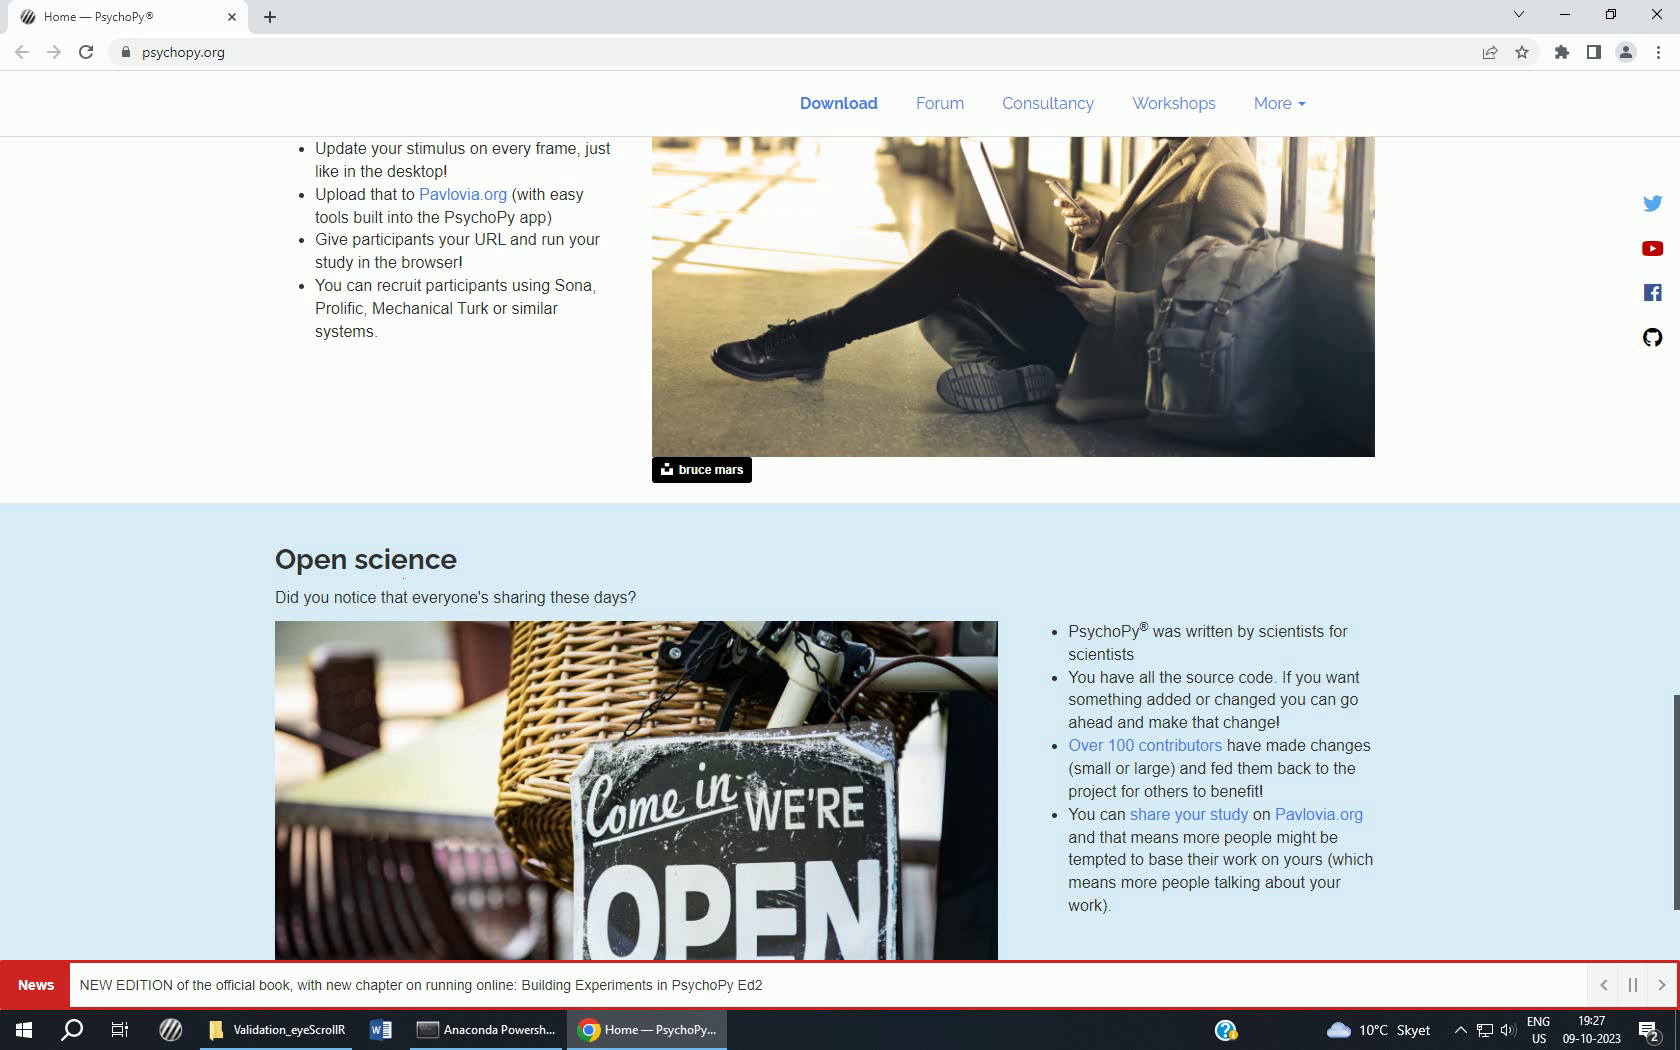 Home — PsychoPy®
psychopy.org
Download Forum Consultancy Workshops More
Update your stimulus on every frame, just
like in the desktop!
Upload that to Pavlovia.org (with easy
tools built into the PsychoPy app)
Give participants your URL and run your
study in the browser!
You can recruit participants using Sona,
Prolific, Mechanical Turk or similar
systems.
bruce mars
Open science
Did you notice that everyone's sharing these days?
Come in WE'RE
OPEN
PsychoPy® was written by scientists for
scientists
You have all the source code. If you want
something added or changed you can go
ahead and make that change!
Over 100 contributors have made changes
(small or large) and fed them back to the
project for others to benefit!
You can share your study on Pavlovia.org
and that means more people might be
tempted to base their work on yours (which
means more people talking about your
work).
News NEW EDITION of the official book, with new chapter on running online: Building Experiments in PsychoPy Ed2
Validation_eyeScrollR
Anaconda Powersh...
Home — PsychoPy...
10°C Skyet
ENG
US
19:27
09-10-2023
2